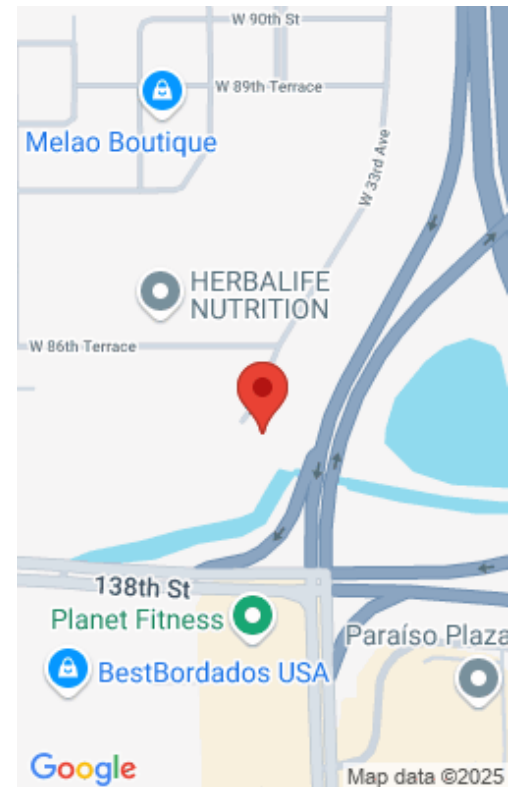 W 90th St
W 89th Terrace
Melao Boutique
W 33rd Ave
HERBALIFE
NUTRITION
W 86th Terrace
138th St
Planet Fitness
Paraíso Plaza
BestBordados USA
Google
Map data ©2025